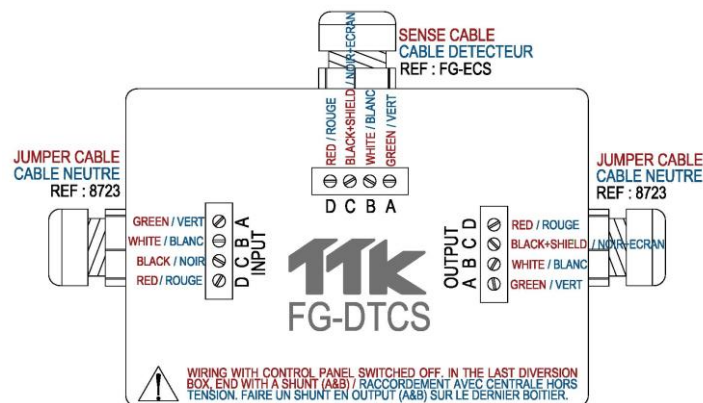 SENSE CABLE
CABLE DETECTEUR
REF : FG-ECS
RED / ROUGE
BLACK+SHIELD / NOIR+ECRAN
WHITE / BLANC
GREEN / VERT
D C B A
JUMPER CABLE
CABLE NEUTRE
REF : 8723
GREEN / VERT
WHITE / BLANC
BLACK / NOIR
RED / ROUGE
D C B A
INPUT
TTK
FG-DTCS
OUTPUT
A B C D
RED / ROUGE
BLACK+SHIELD / NOIR+ECRAN
WHITE / BLANC
GREEN / VERT
JUMPER CABLE
CABLE NEUTRE
REF : 8723
WIRING WITH CONTROL PANEL SWITCHED OFF. IN THE LAST DIVERSION
BOX, END WITH A SHUNT (A&B) / RACCORDEMENT AVEC CENTRALE HORS
TENSION. FAIRE UN SHUNT EN OUTPUT (A&B) SUR LE DERNIER BOITIER.